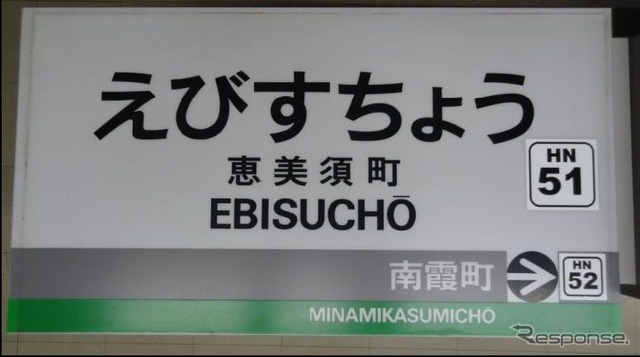 えびすちょう
恵美須町
EBISUCHŌ
HN
51
南霞町
HN
52
MINAMIKASUMICHŌ
Response.